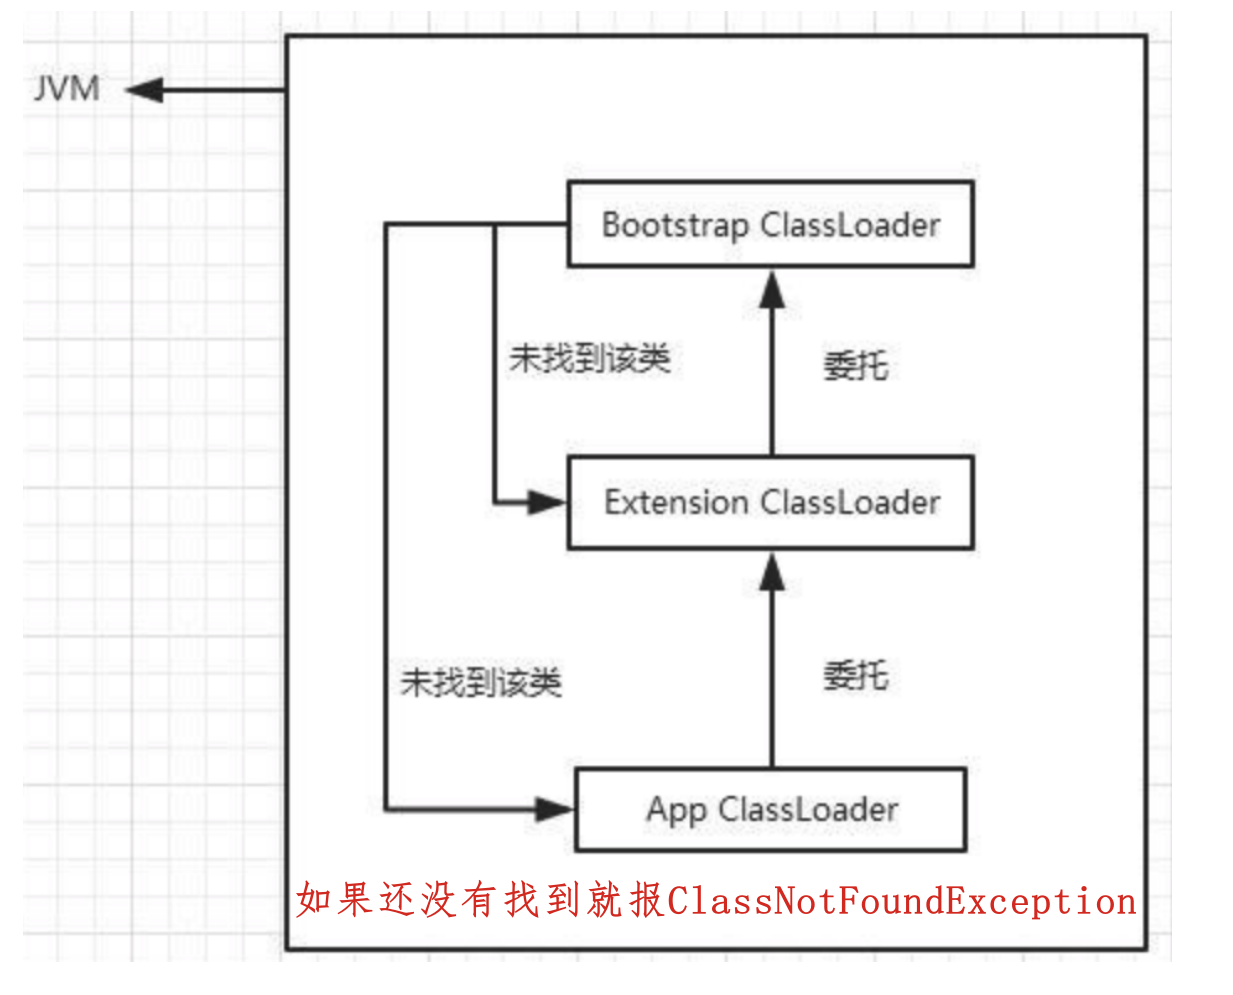 JVM
Bootstrap ClassLoader
未找到该类
委托
Extension ClassLoader
未找到该类
委托
App ClassLoader
如果还没有找到就报ClassNotFoundException